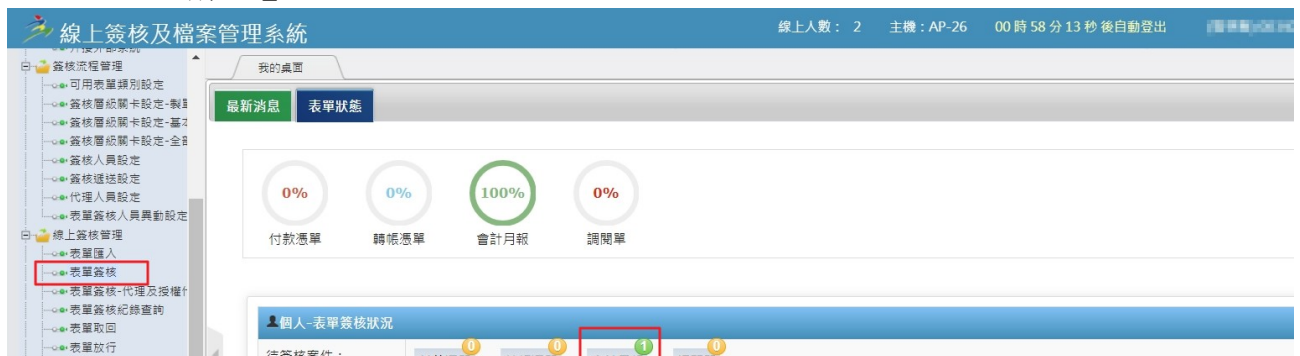 線上簽核及檔案管理系統
線上人數： 2 主機：AP-26 00 時 58 分 13 秒 後自動登出
簽核流程管理
可用表單類別設定
簽核層級關卡設定-製單
簽核層級關卡設定-基本
簽核層級關卡設定-全部
簽核人員設定
簽核遞送設定
代理人員設定
表單簽核人員異動設定
線上簽核管理
表單匯入
表單簽核
表單簽核-代理及授權代
表單簽核紀錄查詢
表單取回
表單放行
我的桌面
最新消息 表單狀態
0% 0% 100% 0%
付款憑單 轉帳憑單 會計月報 調閱單
個人-表單簽核狀況
待簽核案件：
0 0 1 0